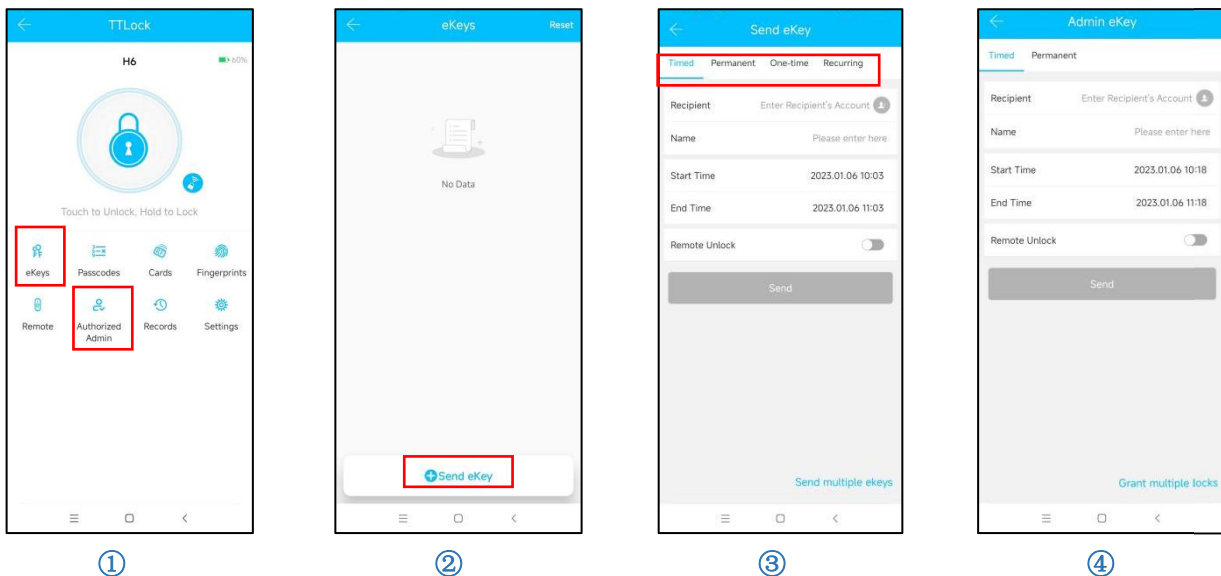 TTLock
H6
60%
Touch to Unlock, Hold to Lock
eKeys Passcodes Cards Fingerprints
Remote Authorized Admin Records Settings
①
eKeys Reset
No Data
Send eKey
②
Send eKey
Timed Permanent One-time Recurring
Recipient Enter Recipient's Account
Name Please enter here
Start Time 2023.01.06 10:03
End Time 2023.01.06 11:03
Remote Unlock
Send
Send multiple ekeys
③
Admin eKey
Timed Permanent
Recipient Enter Recipient's Account
Name Please enter here
Start Time 2023.01.06 10:18
End Time 2023.01.06 11:18
Remote Unlock
Send
Grant multiple locks
④